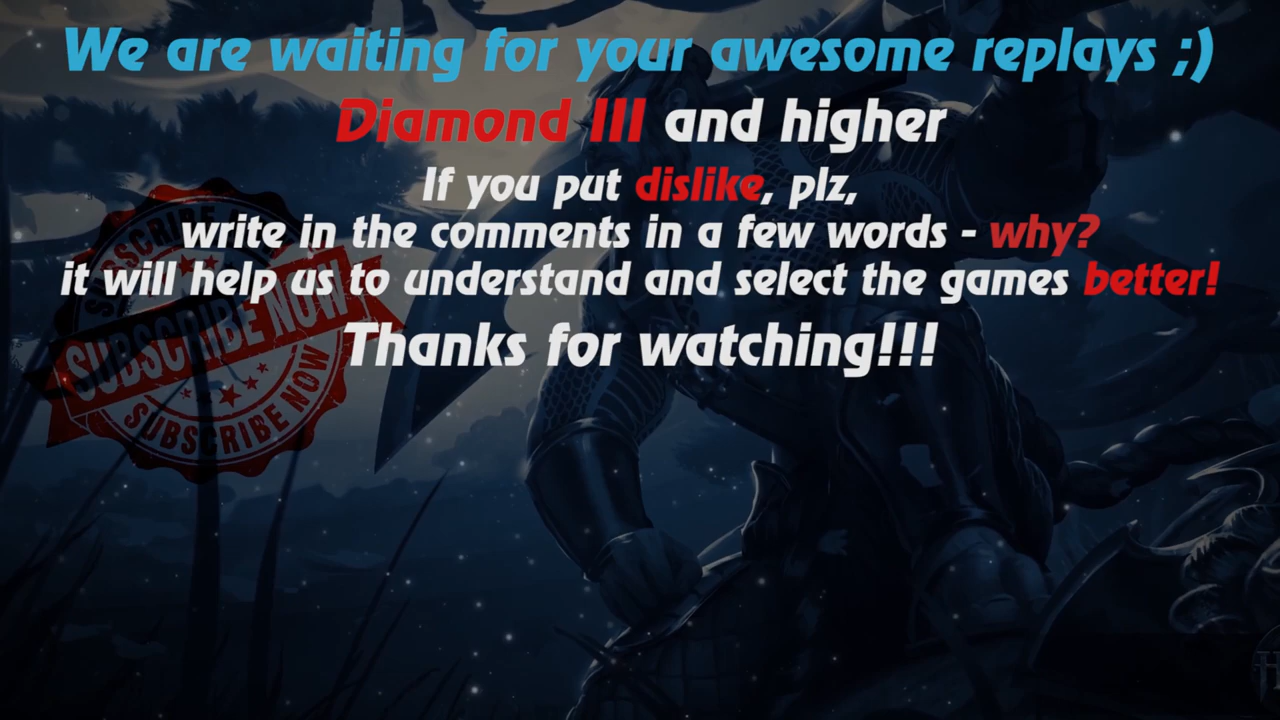 We are waiting for your awesome replays ;)
Diamond III and higher
If you put dislike, plz,
write in the comments in a few words - why?
it will help us to understand and select the games better!
Thanks for watching!!!
SUBSCRIBE NOW
SUBSCRIBE NOW